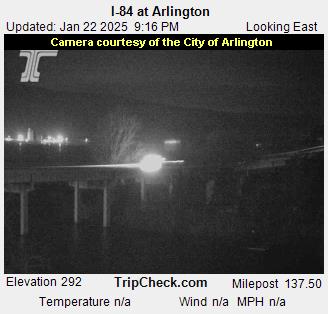 I-84 at Arlington
Updated: Jan 22 2025 9:16 PM Looking East
Camera courtesy of the City of Arlington
Elevation 292 TripCheck.com Milepost 137.50
Temperature n/a Wind n/a MPH n/a